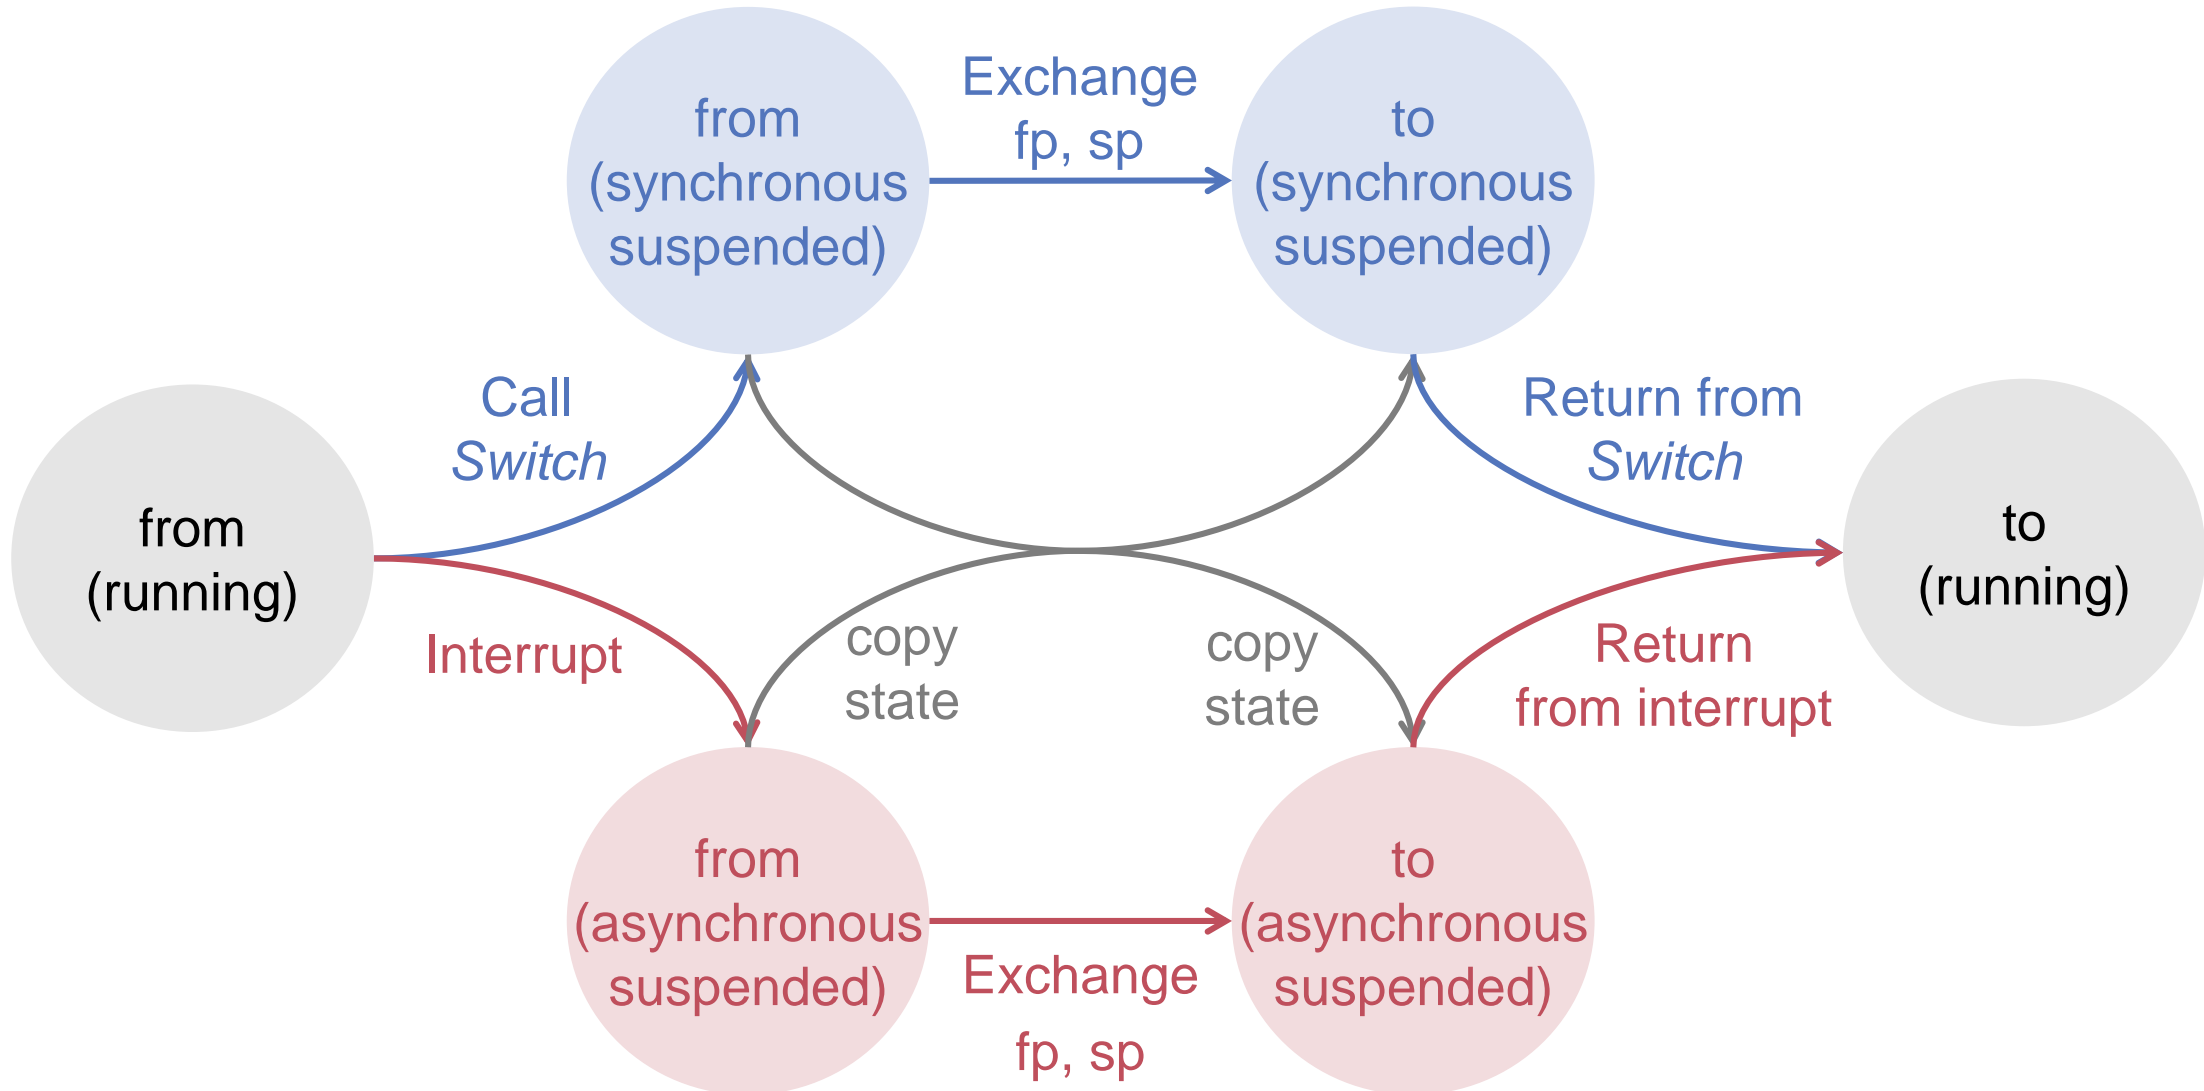 from
(synchronous
suspended)
Exchange
fp, sp
to
(synchronous
suspended)
Call
Switch
Return from
Switch
from
(running)
to
(running)
Interrupt
copy
state
copy
state
Return
from interrupt
from
(asynchronous
suspended)
Exchange
fp, sp
to
(asynchronous
suspended)